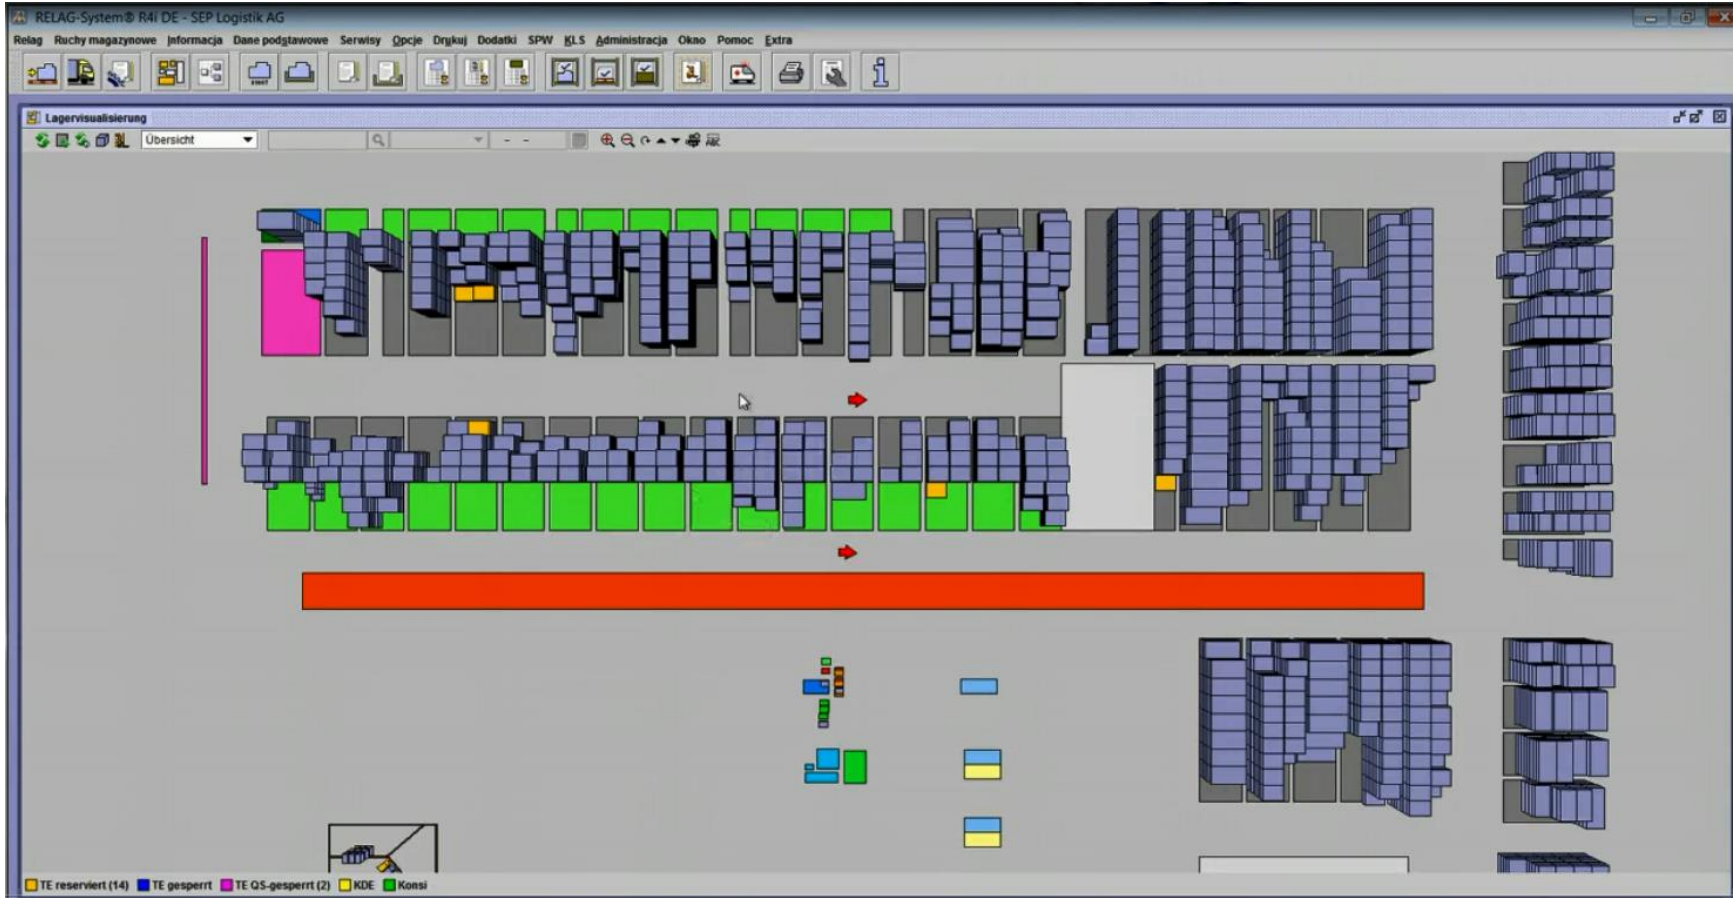 RELAG-System® R4i DE - SEP Logistik AG
Relag Ruchy magazynowe Informacja Dane podstawowe Serwisy Opcje Drukuj Dodatki SPW KLS Administracja Okno Pomoc Extra
Lagervisualisierung
Übersicht - -
TE reserviert (14) TE gesperrt TE QS-gesperrt (2) KDE Konsi